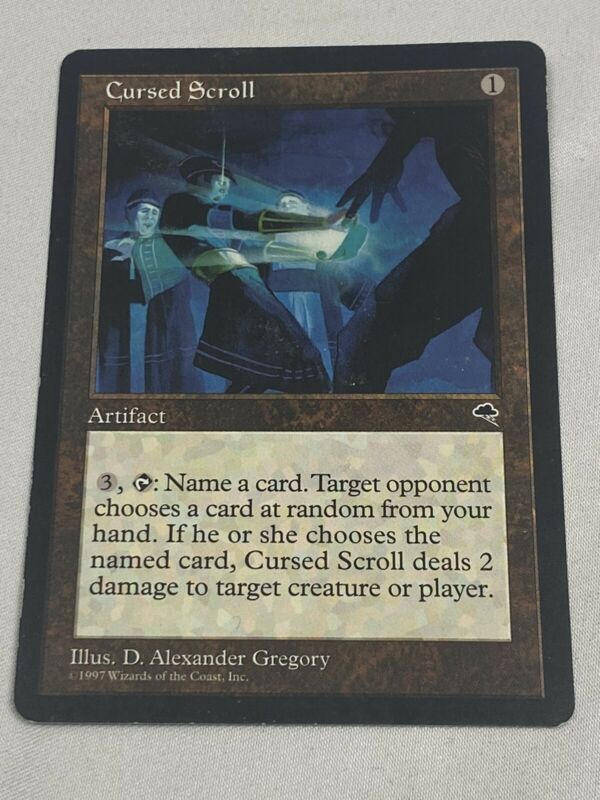 Cursed Scroll
1
Artifact
3, : Name a card. Target opponent
chooses a card at random from your
hand. If he or she chooses the
named card, Cursed Scroll deals 2
damage to target creature or player.
Illus. D. Alexander Gregory
©1997 Wizards of the Coast, Inc.